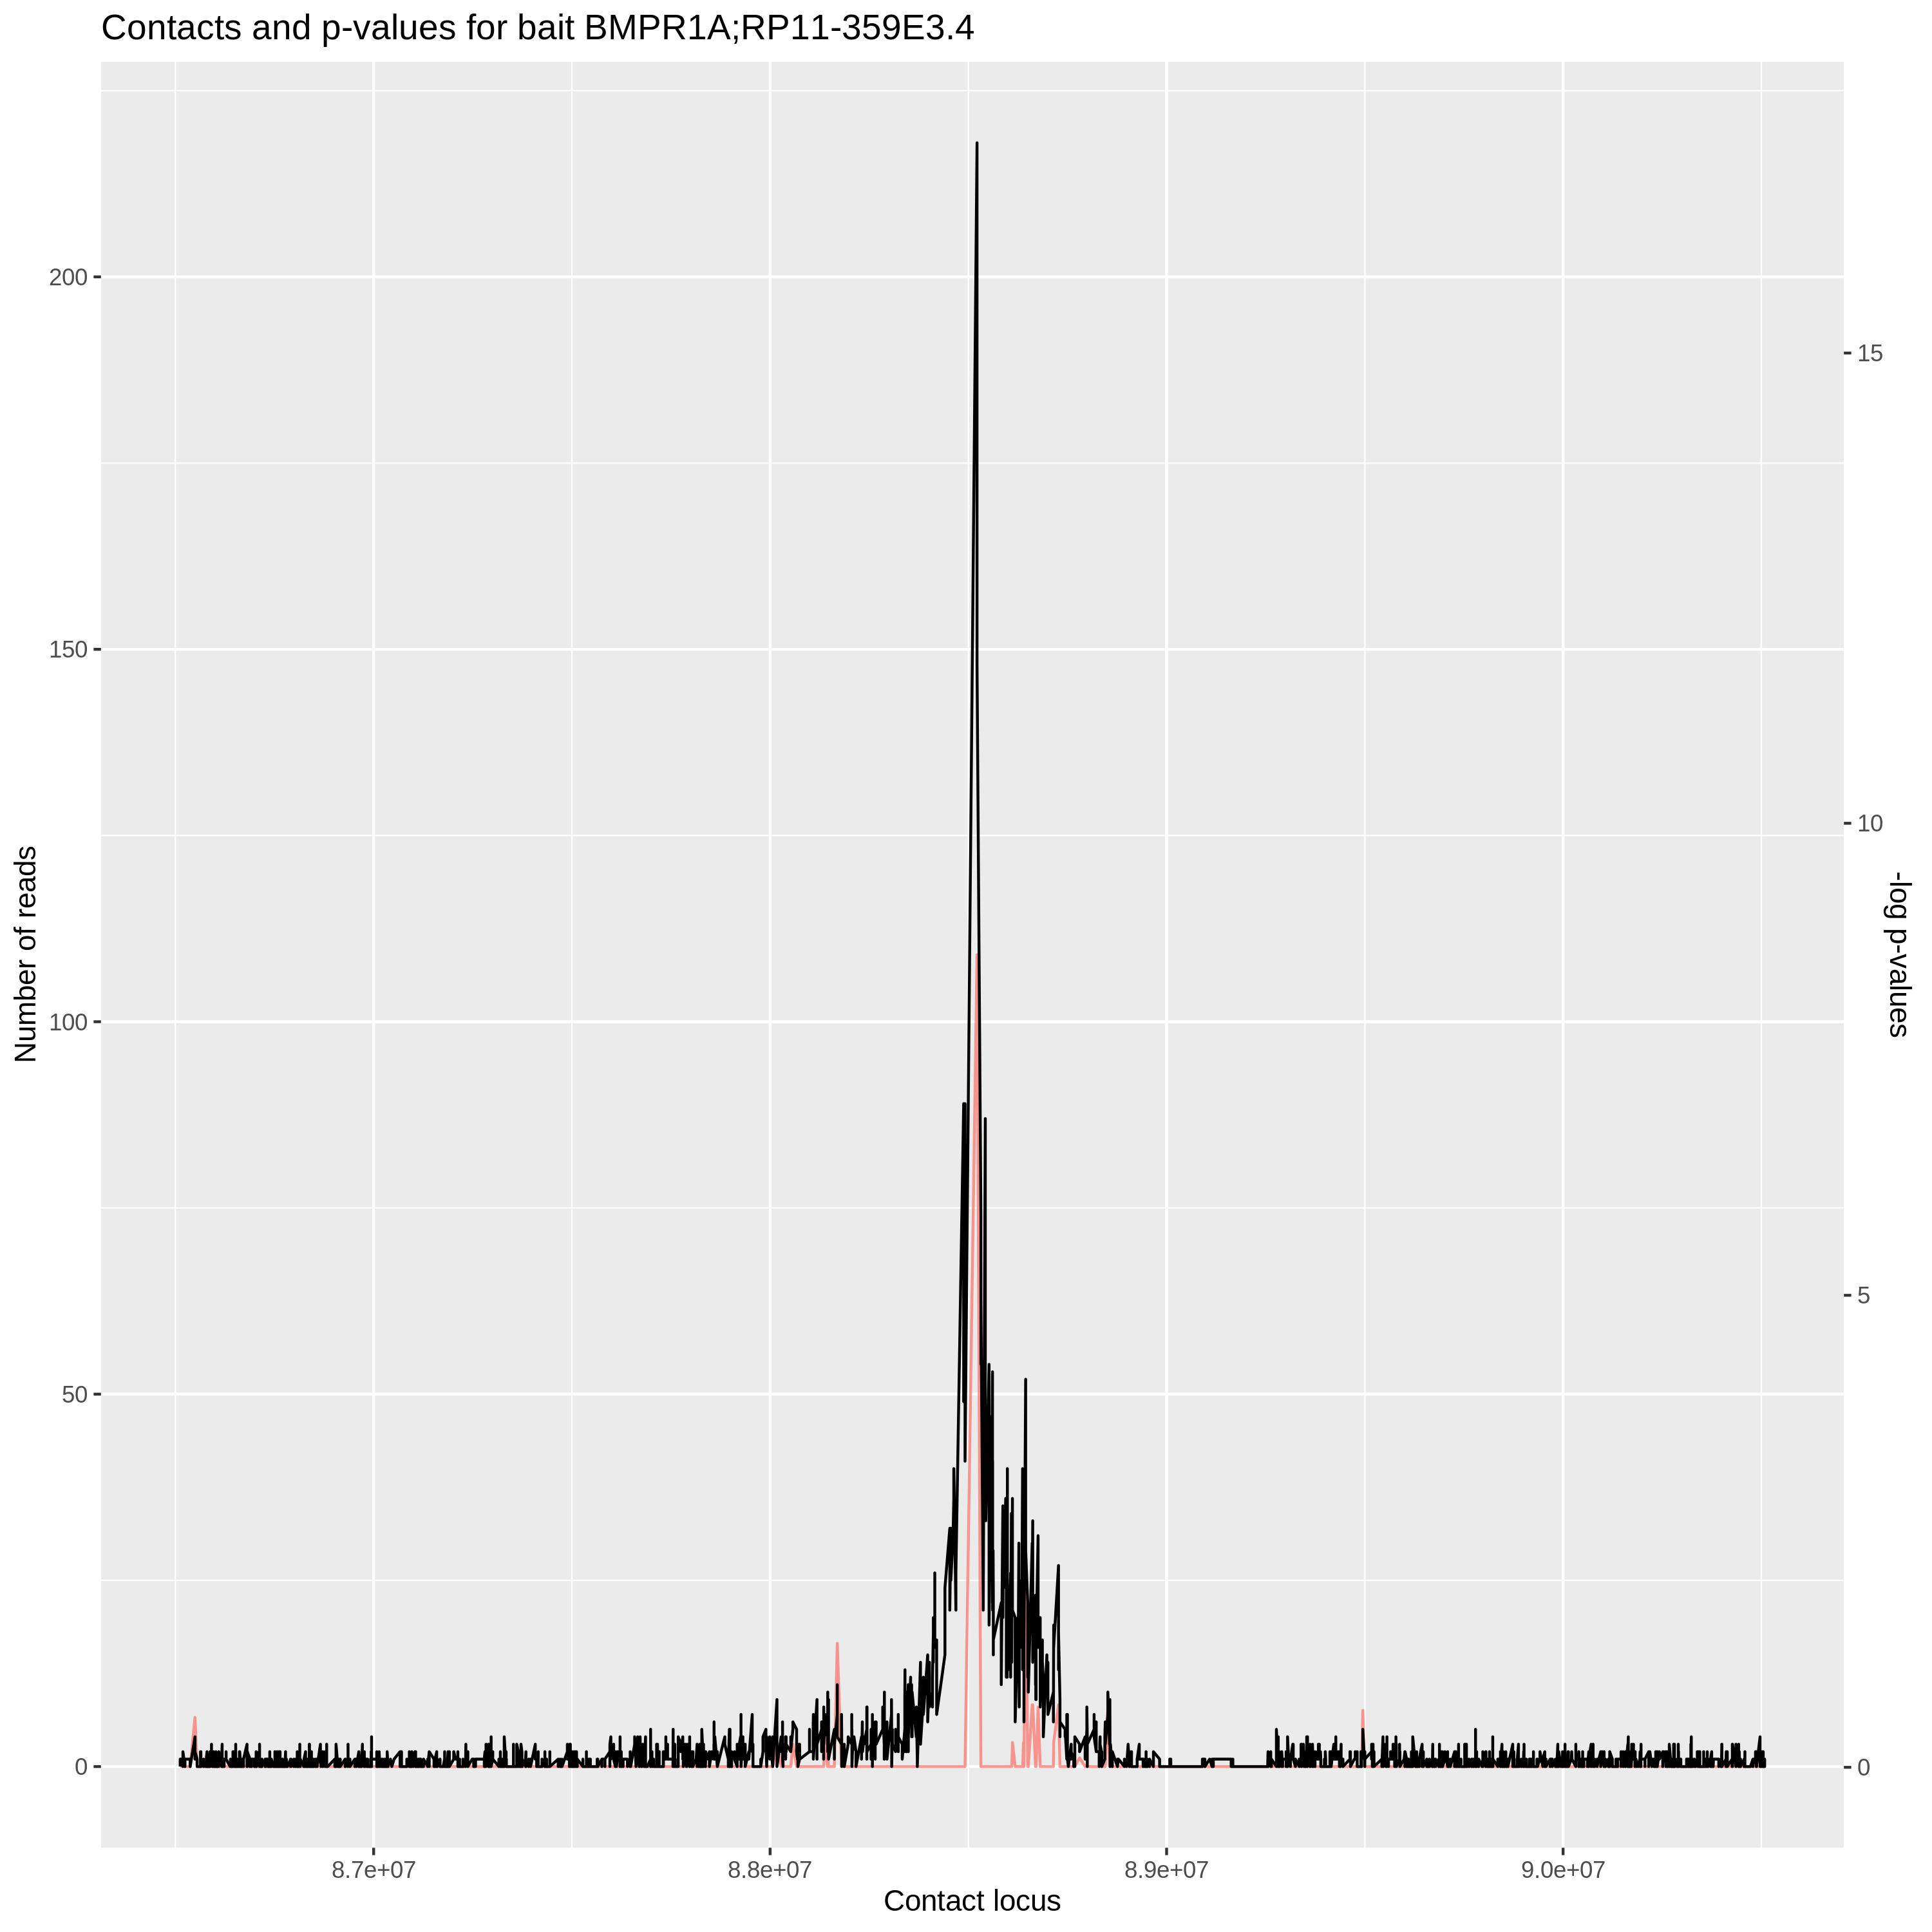 Contacts and p-values for bait BMPR1A;RP11-359E3.4
200
150
100
50
0
Number of reads
15
10
5
0
-log p-values
8.7e+07
8.8e+07
8.9e+07
9.0e+07
Contact locus